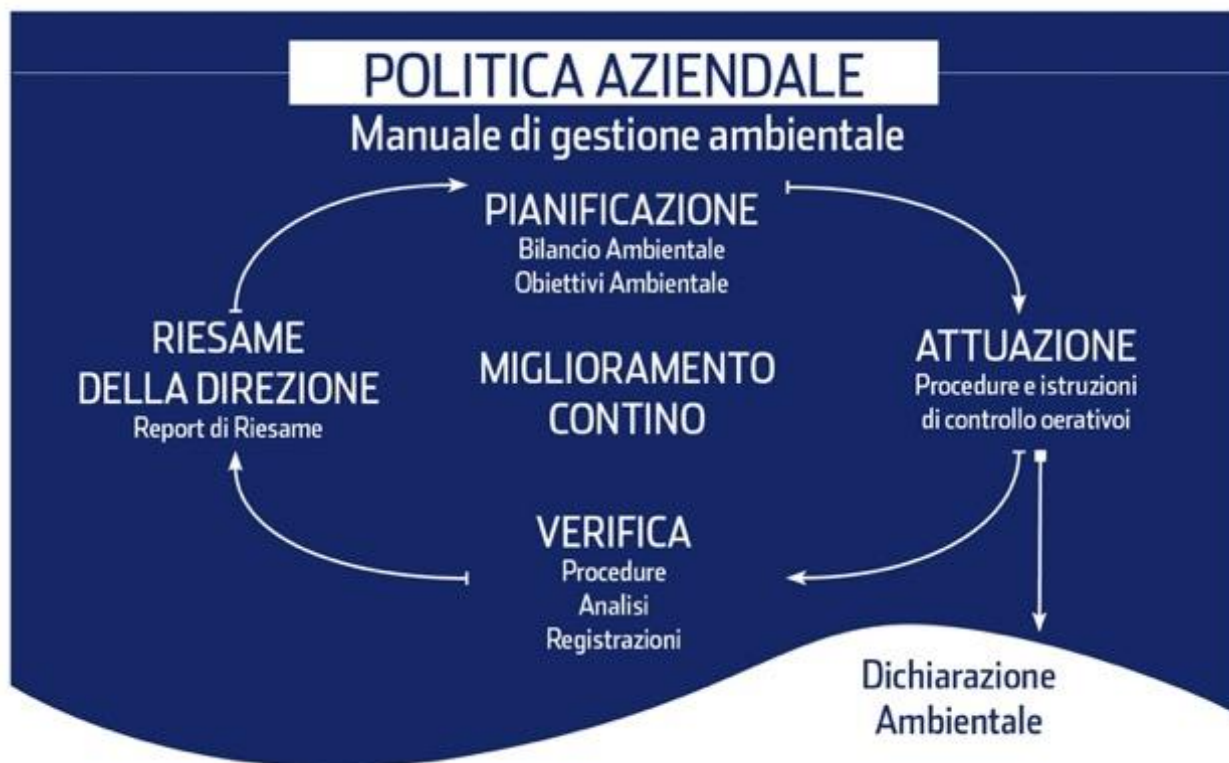 POLITICA AZIENDALE
Manuale di gestione ambientale
PIANIFICAZIONE
Bilancio Ambientale
Obiettivi Ambientale
RIESAME
DELLA DIREZIONE
Report di Riesame
MIGLIORAMENTO
CONTINO
ATTUAZIONE
Procedure e istruzioni
di controllo oerativoi
VERIFICA
Procedure
Analisi
Registrazioni
Dichiarazione
Ambientale